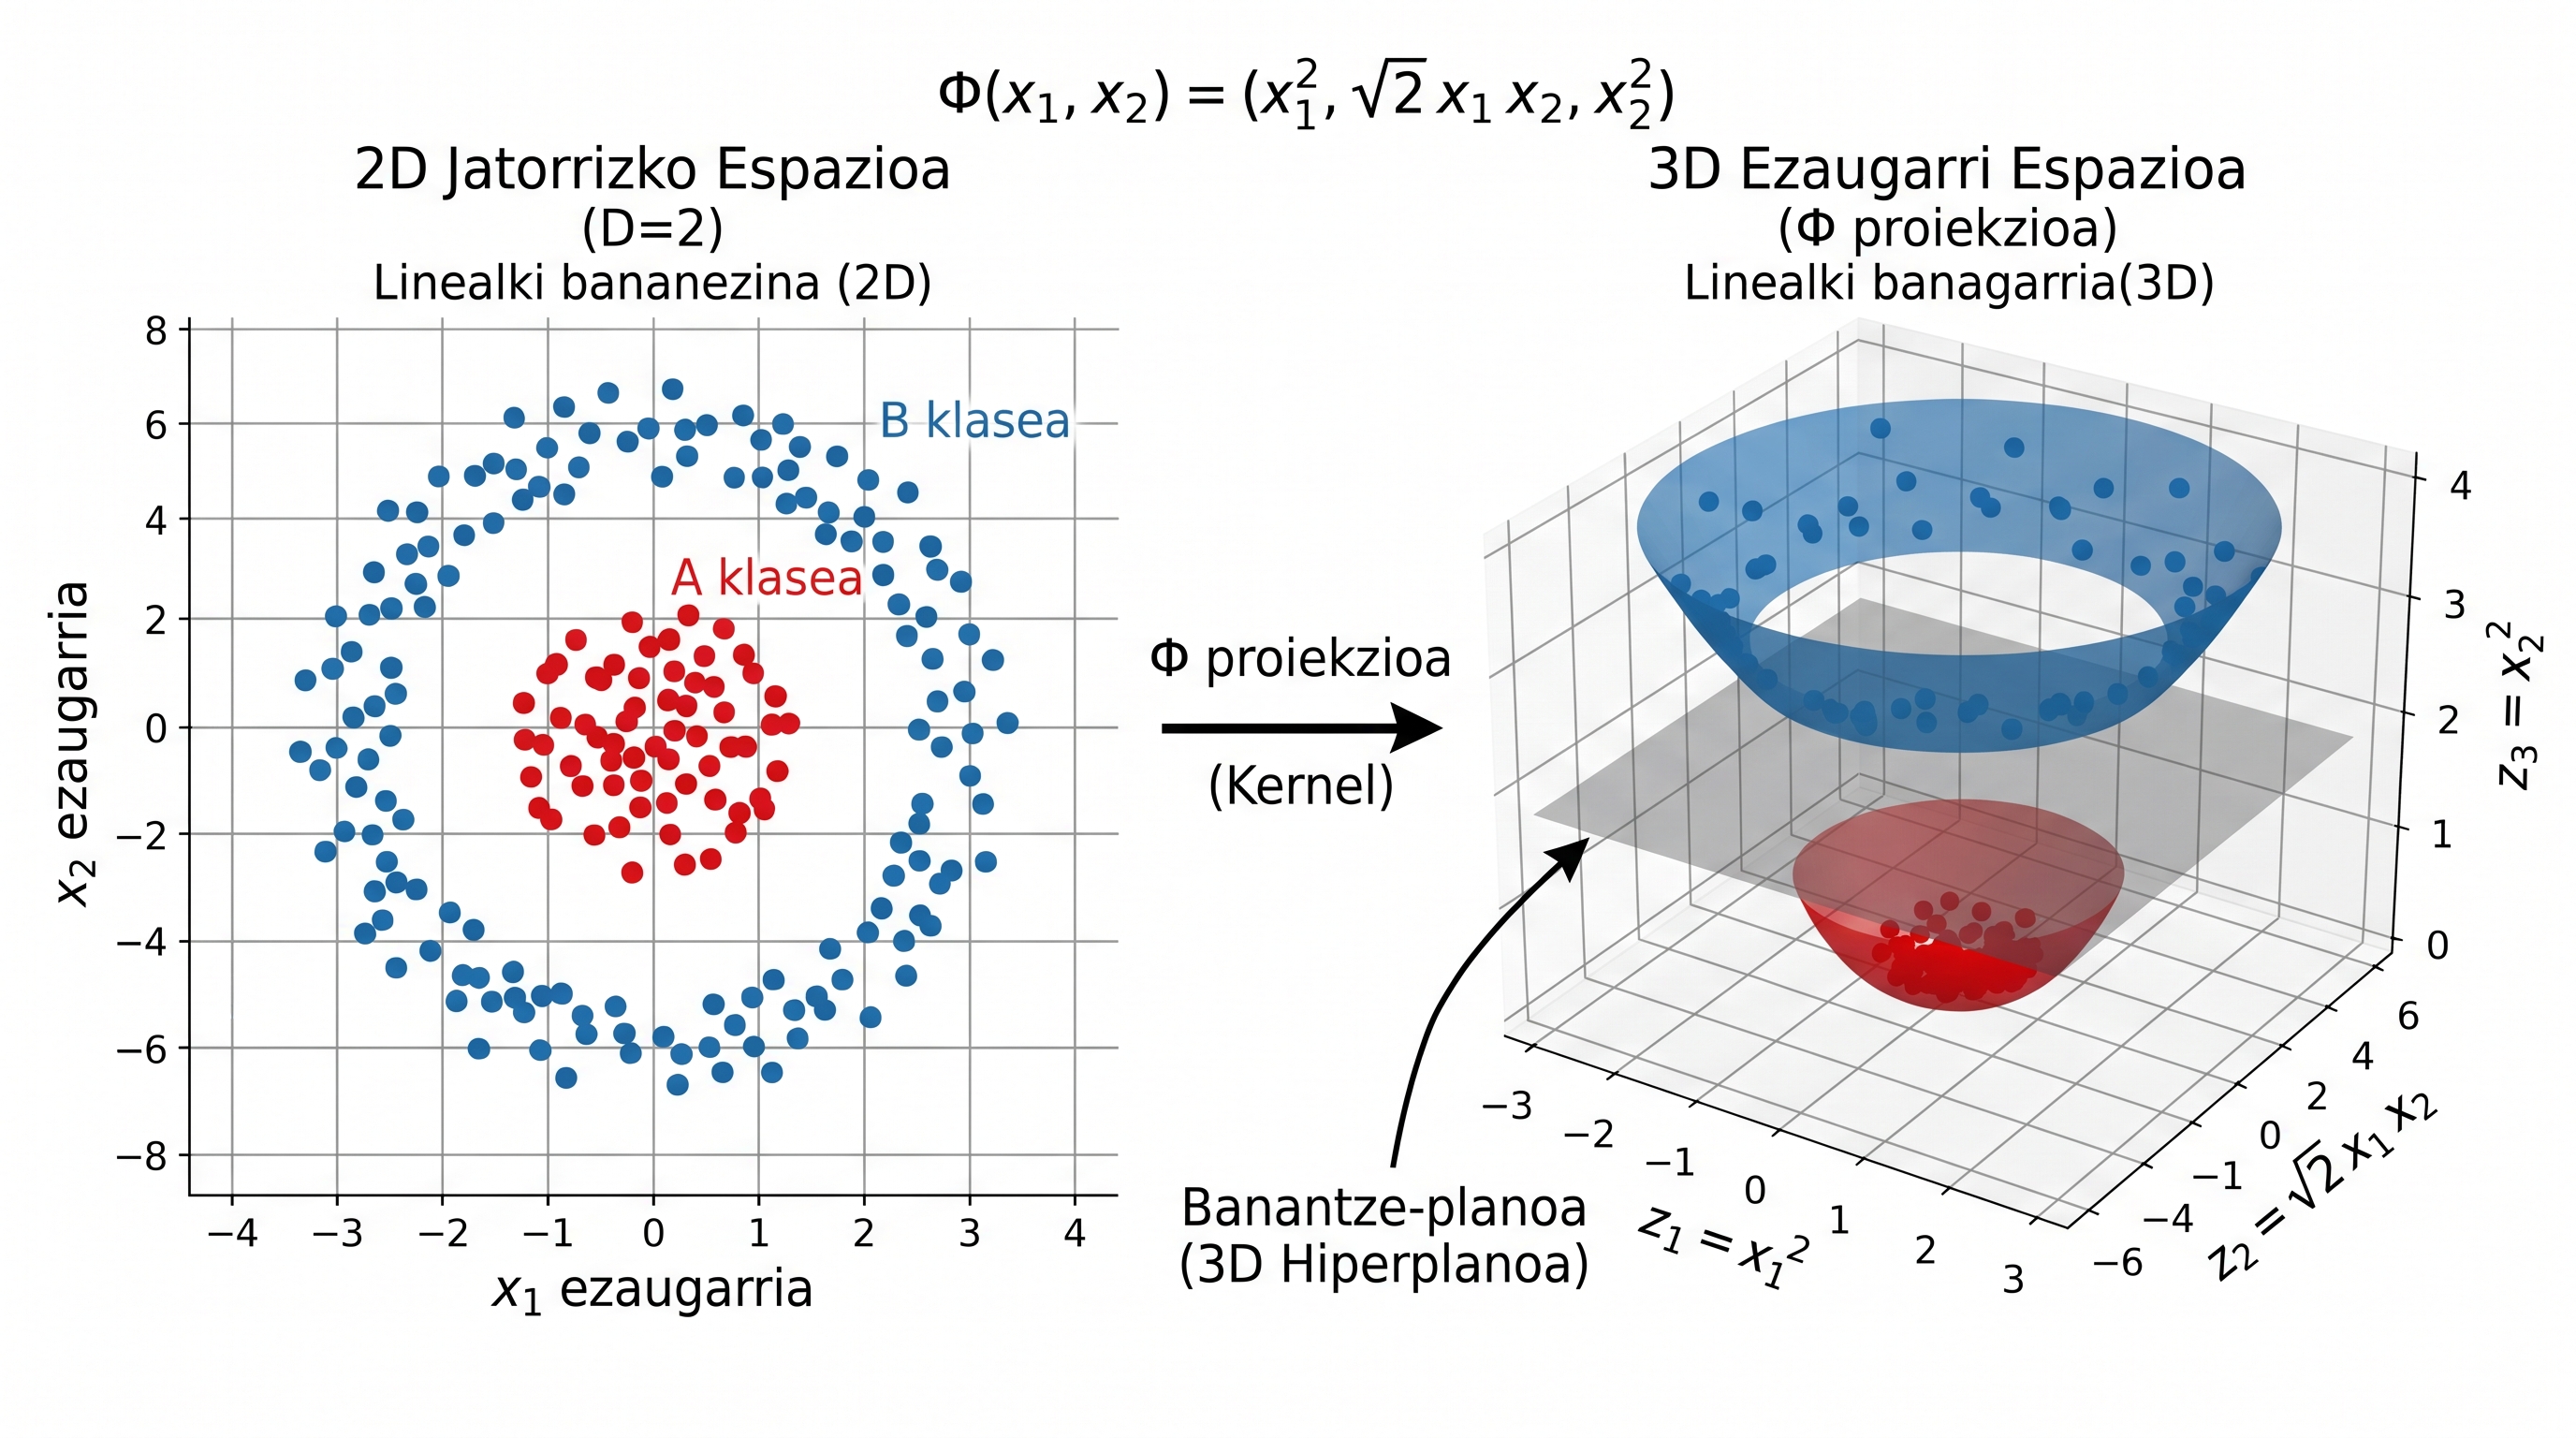 Φ(x₁, x₂) = (x₁², √2 x₁ x₂, x₂²)
2D Jatorrizko Espazioa
(D=2)
Linealki bananezina (2D)
8
6
4
2
0
−2
−4
−6
−8
x₂ ezaugarria
B klasea
A klasea
−4 −3 −2 −1 0 1 2 3 4
x₁ ezaugarria
Φ proiekzioa
(Kernel)
Banantze-planoa
(3D Hiperplanoa)
3D Ezaugarri Espazioa
(Φ proiekzioa)
Linealki banagarria(3D)
4
3
2
1
0
z₃ = x₂²
6
4
2
0
−1
−4
−6
z₂ = √2 x₁ x₂
−3 −2 −1 0 1 2 3
z₁ = x₁²